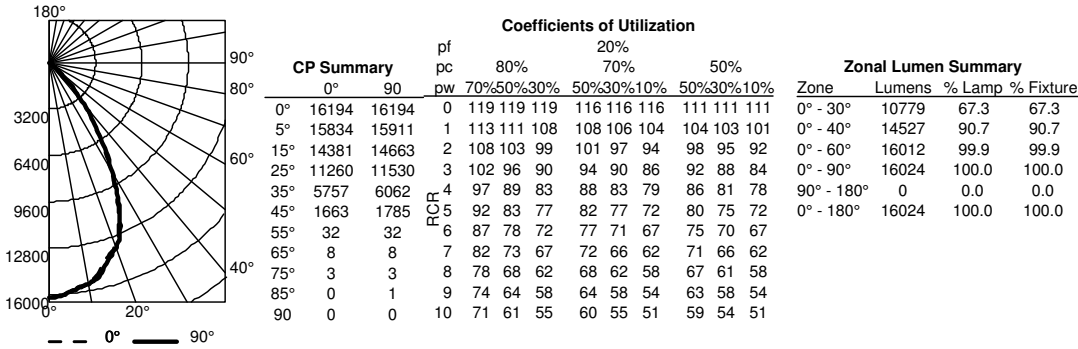 180°
90°
80°
60°
40°
3200
6400
9600
12800
16000
0°
20°
0°
90°
CP Summary
0° 90
0° 16194 16194
5° 15834 15911
15° 14381 14663
25° 11260 11530
35° 5757 6062
45° 1663 1785
55° 32 32
65° 8 8
75° 3 3
85° 0 1
90 0 0
Coefficients of Utilization
pf 20%
pc 80% 70% 50%
pw 70%50%30% 50%30%10% 50%30%10%
RCR
0 119 119 119 116 116 116 111 111 111
1 113 111 108 108 106 104 104 103 101
2 108 103 99 101 97 94 98 95 92
3 102 96 90 94 90 86 92 88 84
4 97 89 83 88 83 79 86 81 78
5 92 83 77 82 77 72 80 75 72
6 87 78 72 77 71 67 75 70 67
7 82 73 67 72 66 62 71 66 62
8 78 68 62 68 62 58 67 61 58
9 74 64 58 64 58 54 63 58 54
10 71 61 55 60 55 51 59 54 51
Zonal Lumen Summary
Zone Lumens % Lamp % Fixture
0° - 30° 10779 67.3 67.3
0° - 40° 14527 90.7 90.7
0° - 60° 16012 99.9 99.9
0° - 90° 16024 100.0 100.0
90° - 180° 0 0.0 0.0
0° - 180° 16024 100.0 100.0